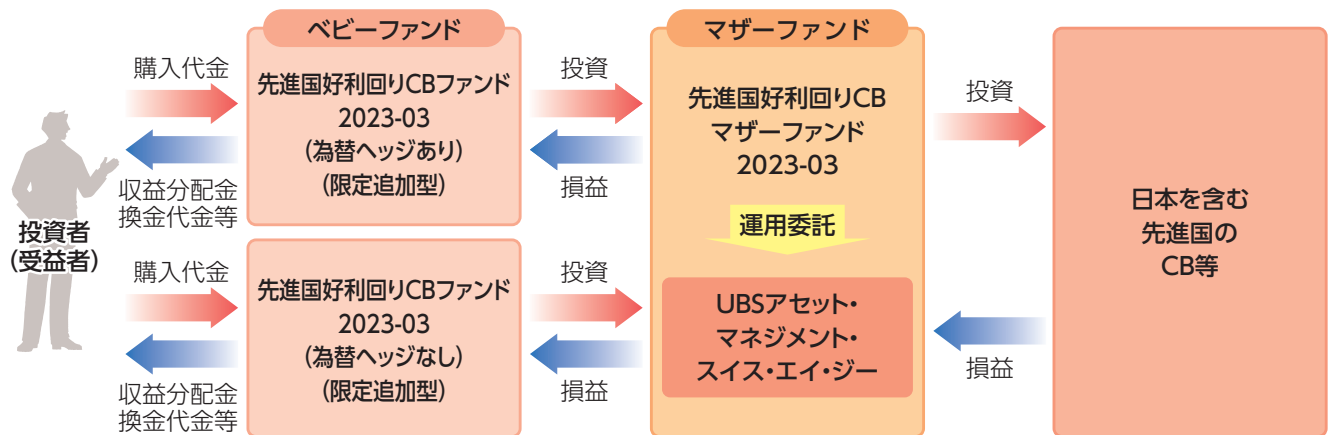 ベビーファンド
マザーファンド
購入代金
先進国好利回りCBファンド
2023-03
(為替ヘッジあり)
(限定追加型)
収益分配金
換金代金等
投資
損益
投資者
(受益者)
購入代金
先進国好利回りCBファンド
2023-03
(為替ヘッジなし)
(限定追加型)
収益分配金
換金代金等
投資
損益
先進国好利回りCB
マザーファンド
2023-03
運用委託
UBSアセット・
マネジメント・
スイス・エイ・ジー
投資
損益
日本を含む
先進国の
CB等